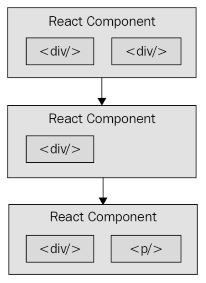 React Component
<div/> <div/>
React Component
<div/>
React Component
<div/> <p/>